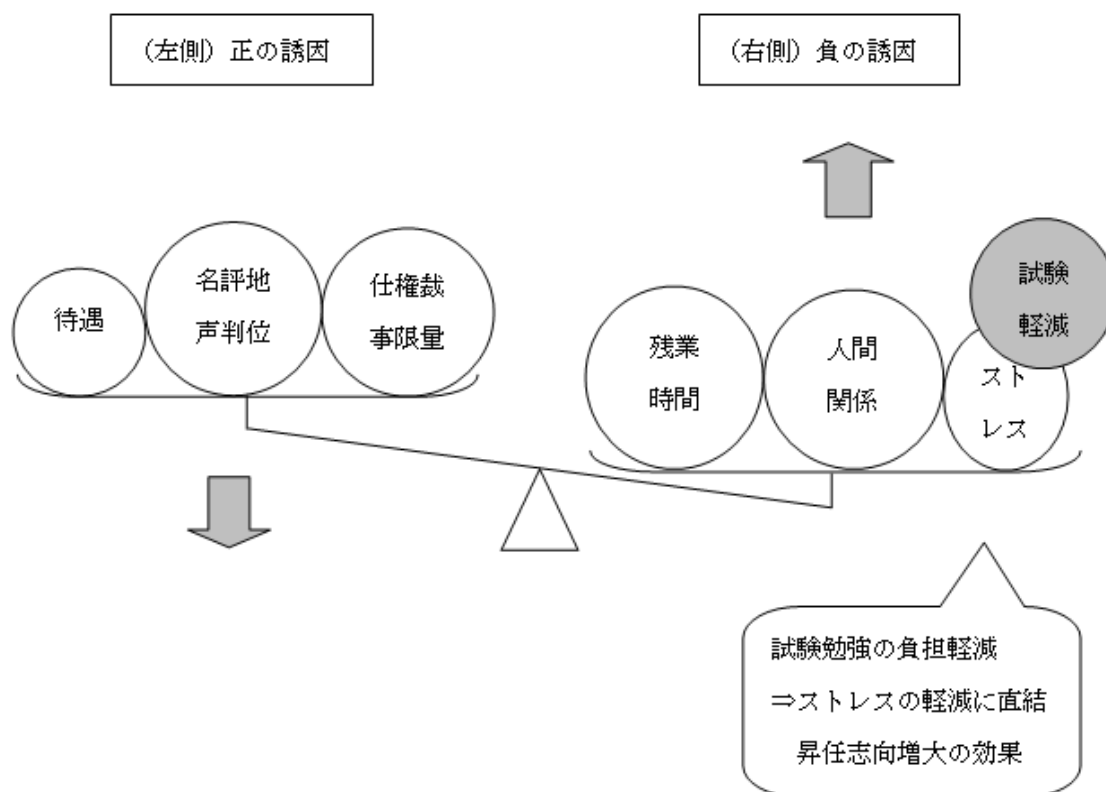 (左側)正の誘因
(右側)負の誘因
待遇
名評地
声判位
仕権裁
事限量
残業
時間
人間
関係
試験
軽減
スト
レス
試験勉強の負担軽減
⇒ストレスの軽減に直結
昇任志向増大の効果